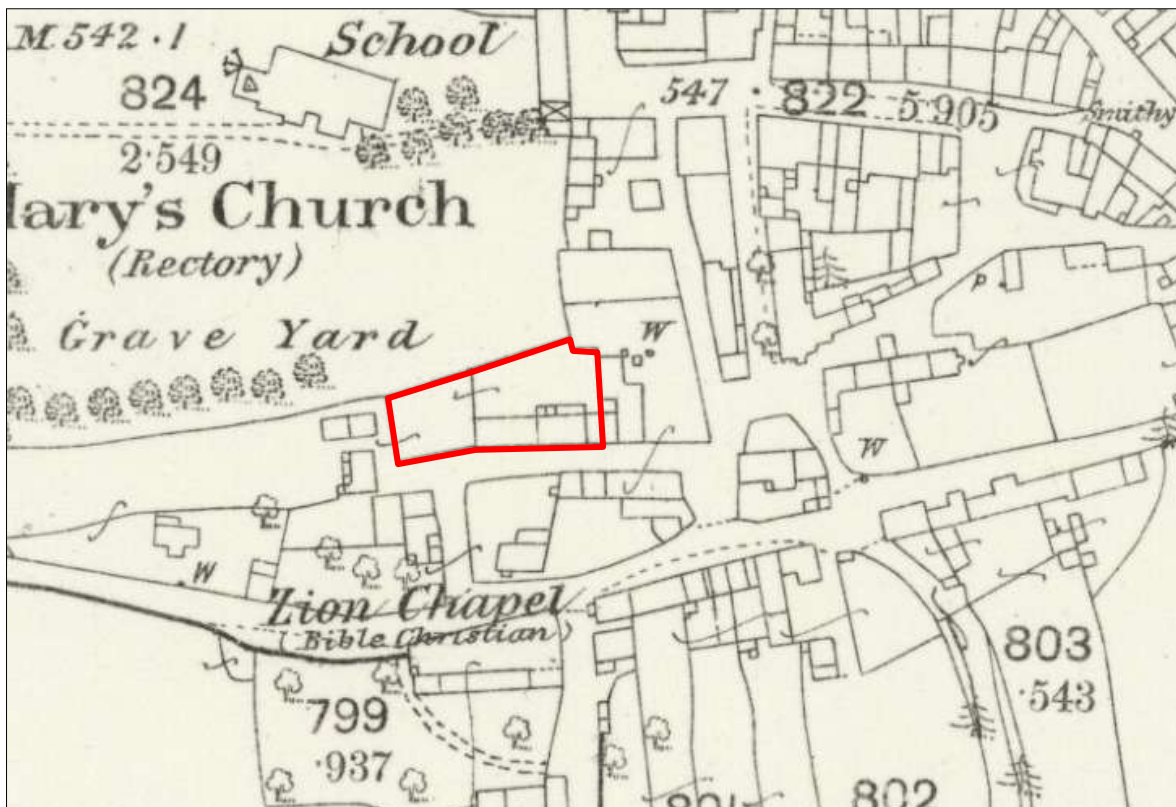 B.M. 542·1
School
824
2·549
547
822
5·905
Smithy
Mary's Church
(Rectory)
Grave Yard
P
W
W
W
Zion Chapel
(Bible Christian)
799
·937
803
·543
802